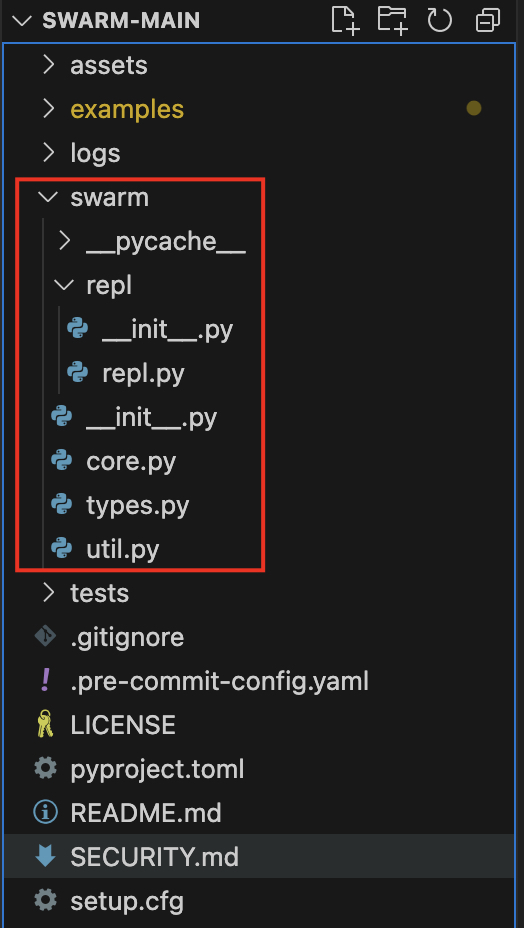 SWARM-MAIN
assets
examples
logs
swarm
__pycache__
repl
__init__.py
repl.py
__init__.py
core.py
types.py
util.py
tests
.gitignore
.pre-commit-config.yaml
LICENSE
pyproject.toml
README.md
SECURITY.md
setup.cfg